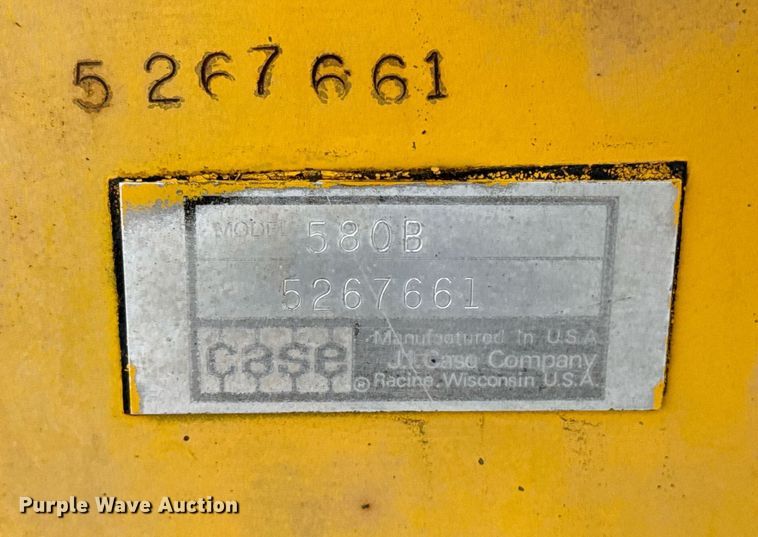 5267661
MODEL 580B
5267661
case®
Manufactured in U.S.A.
J I Case Company
Racine, Wisconsin U.S.A.
Purple Wave Auction